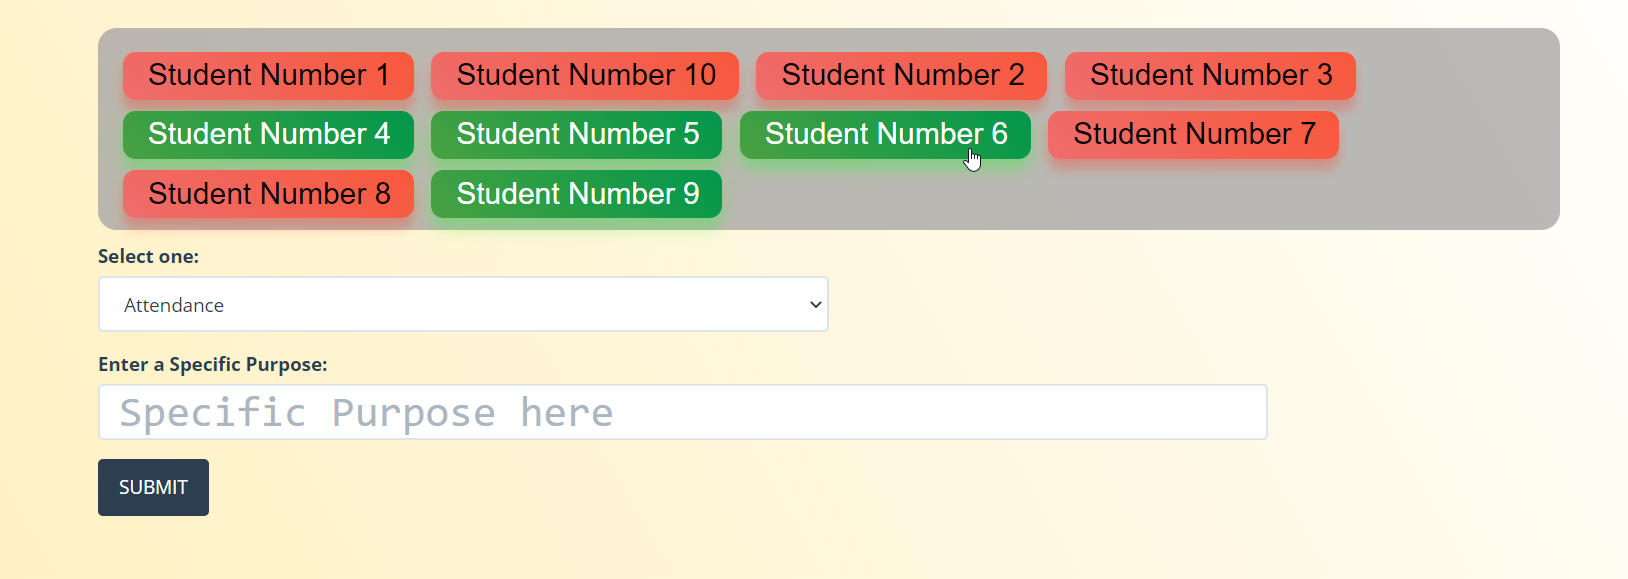 Student Number 1 Student Number 10 Student Number 2 Student Number 3
Student Number 4 Student Number 5 Student Number 6 Student Number 7
Student Number 8 Student Number 9
Select one:
Attendance
Enter a Specific Purpose:
Specific Purpose here
SUBMIT